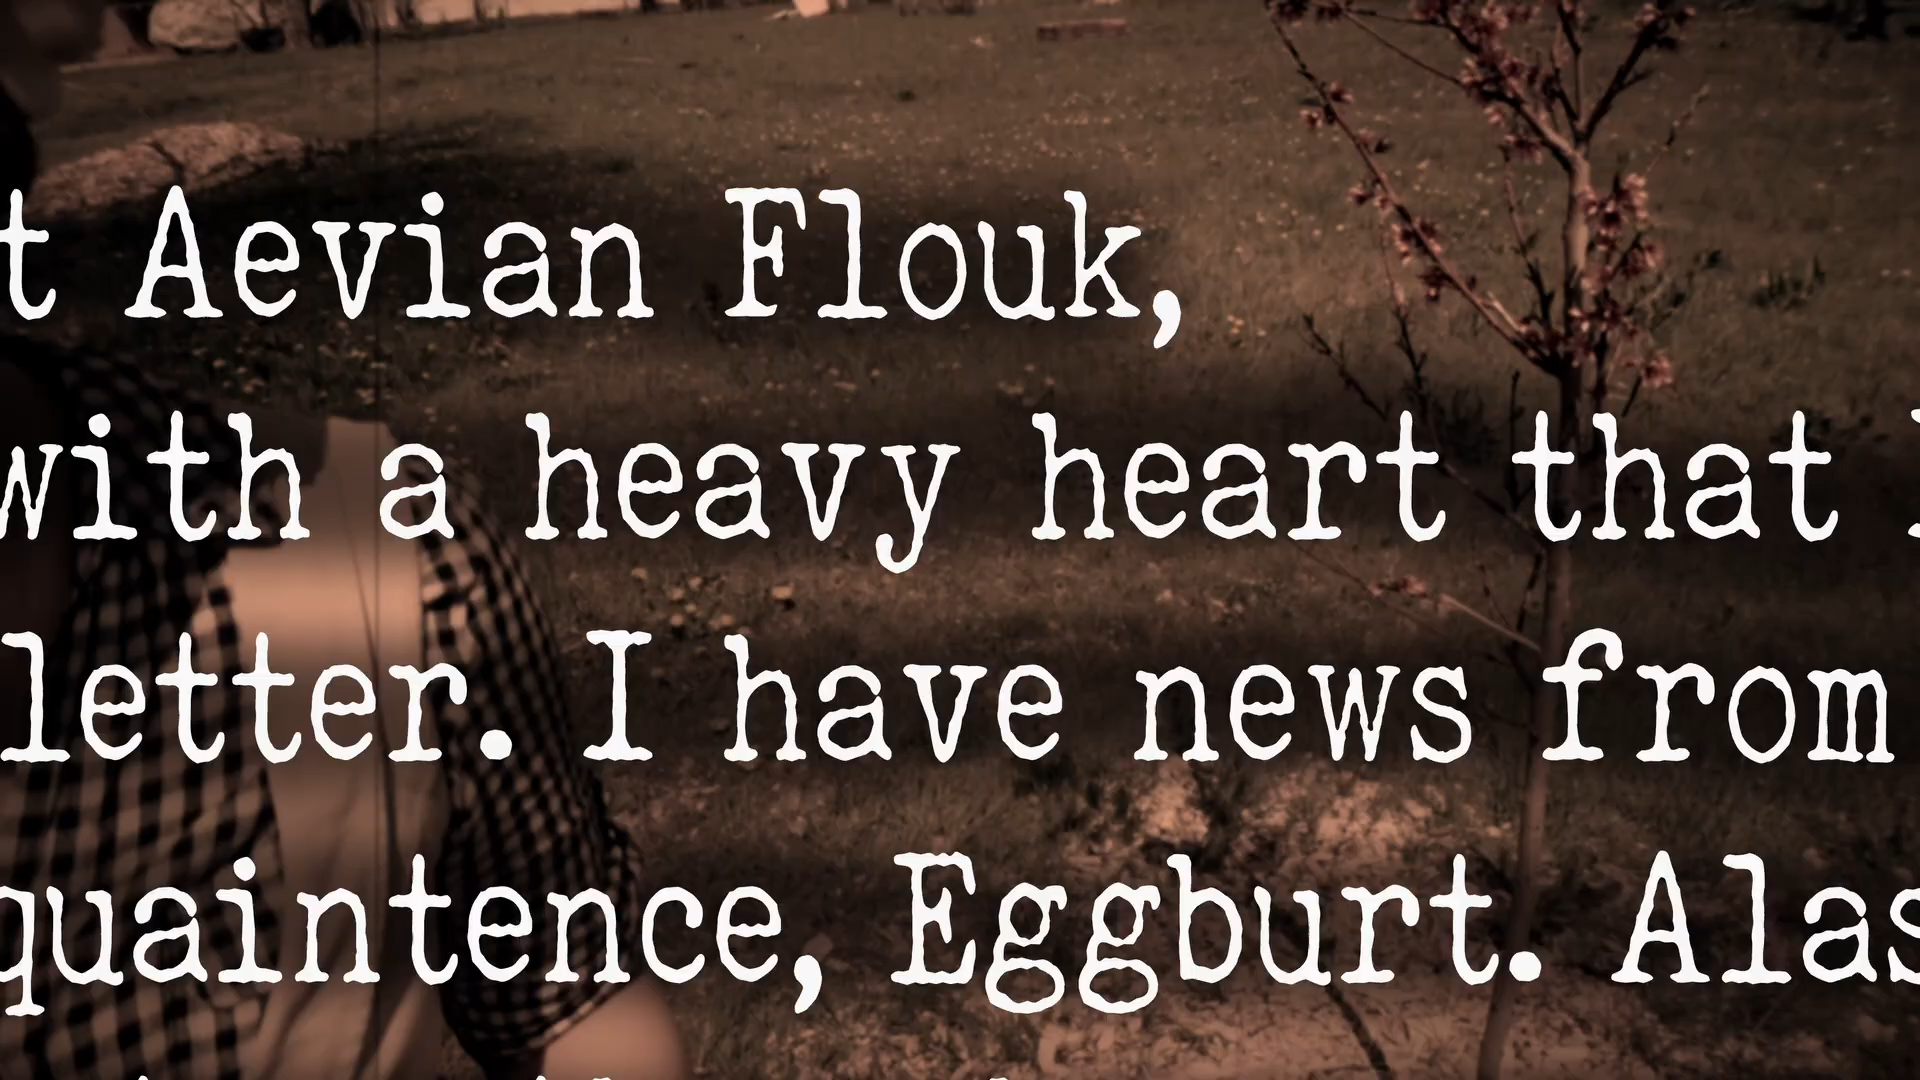 t Aevian Flouk,
with a heavy heart that
letter. I have news from
quaintence, Eggburt. Alas